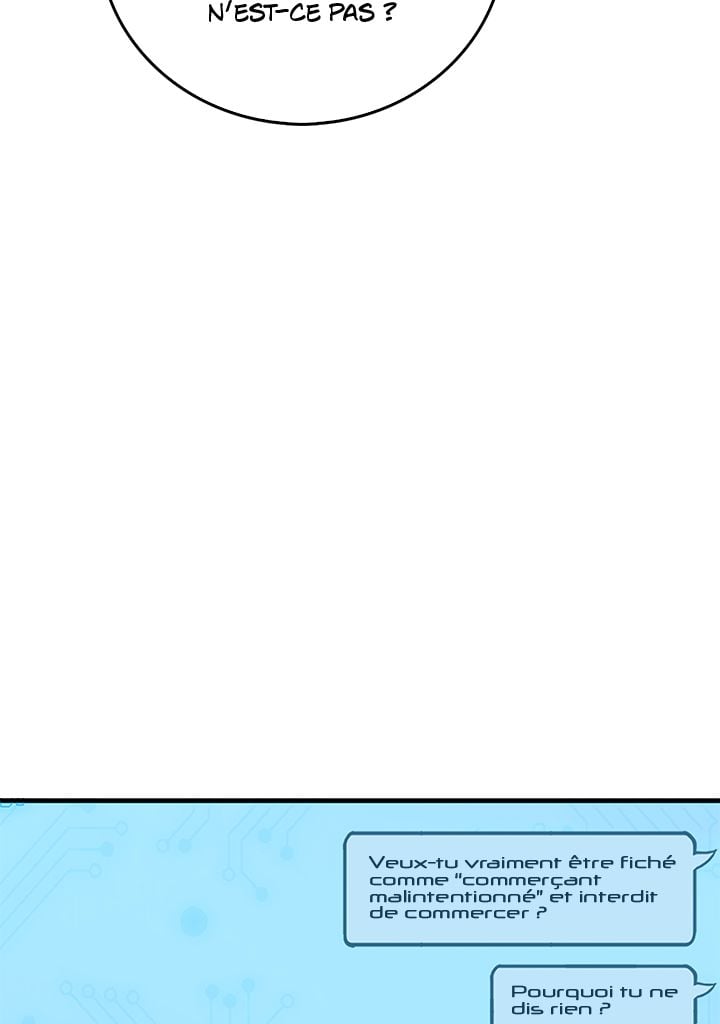 N'EST-CE PAS ?
Veux-tu vraiment être fiché
comme "commerçant
malintentionné" et interdit
de commercer ?
Pourquoi tu ne
dis rien ?